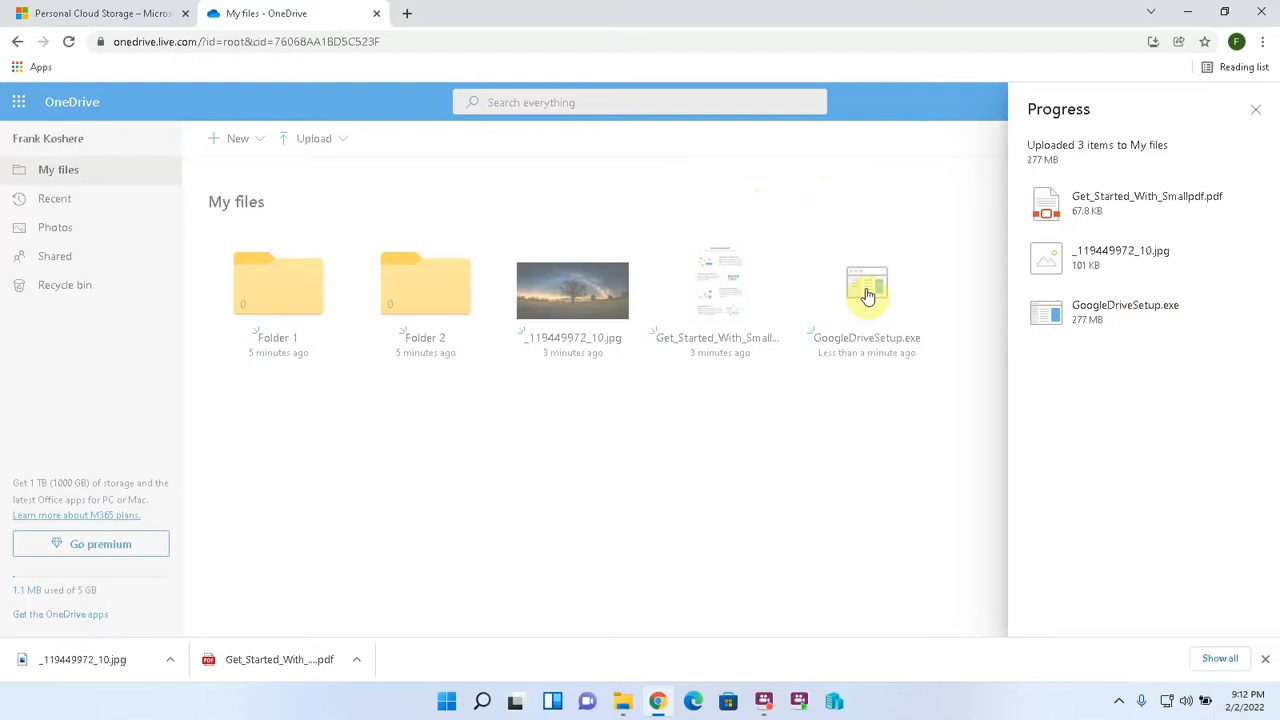 Personal Cloud Storage – Micros
My files - OneDrive
onedrive.live.com/?id=root&cid=76068AA1BD5C523F
F
Apps
Reading list
OneDrive
Search everything
Progress
Frank Koshere
New
Upload
Uploaded 3 items to My files
277 MB
My files
Recent
Photos
Shared
Recycle bin
My files
Get_Started_With_Smallpdf.pdf
67.8 KB
_119449972_10.jpg
101 KB
GoogleDriveSetup.exe
277 MB
0
0
Folder 1
5 minutes ago
Folder 2
5 minutes ago
_119449972_10.jpg
3 minutes ago
Get_Started_With_Small...
3 minutes ago
GoogleDriveSetup.exe
Less than a minute ago
Get 1 TB (1000 GB) of storage and the
latest Office apps for PC or Mac.
Learn more about M365 plans.
Go premium
1.1 MB used of 5 GB
Get the OneDrive apps
_119449972_10.jpg
PDF
Get_Started_With_....pdf
Show all
9:12 PM
2/2/2022